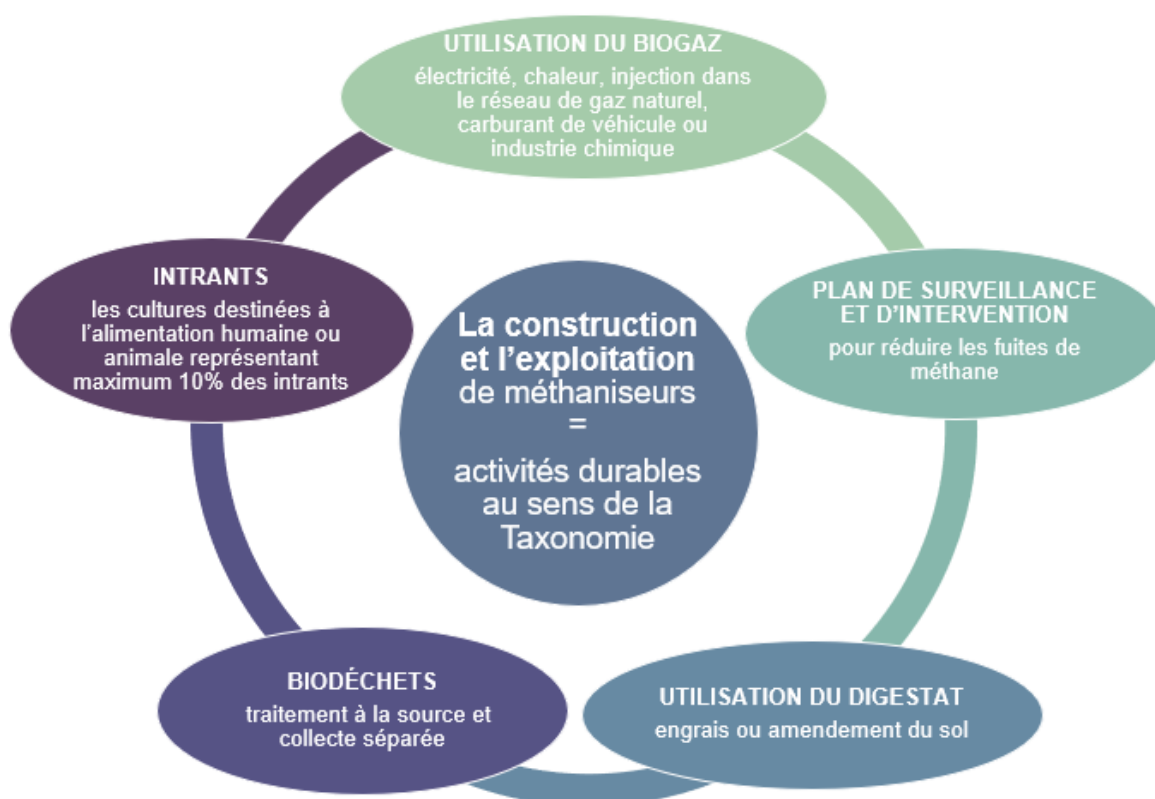 UTILISATION DU BIOGAZ
électricité, chaleur, injection dans
le réseau de gaz naturel,
carburant de véhicule ou
industrie chimique
INTRANTS
les cultures destinées à
l'alimentation humaine ou
animale représentant
maximum 10% des intrants
La construction
et l'exploitation
de méthaniseurs
=
activités durables
au sens de la
Taxonomie
PLAN DE SURVEILLANCE
ET D'INTERVENTION
pour réduire les fuites de
méthane
BIODÉCHETS
traitement à la source et
collecte séparée
UTILISATION DU DIGESTAT
engrais ou amendement du sol